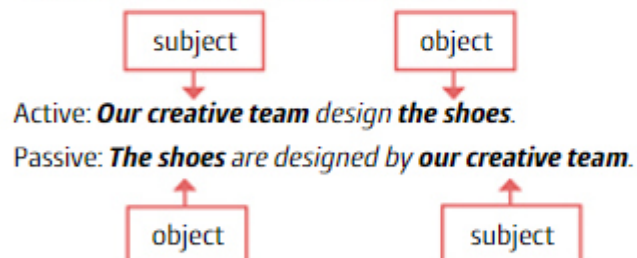 subject object
Active: Our creative team design the shoes.
Passive: The shoes are designed by our creative team.
object subject